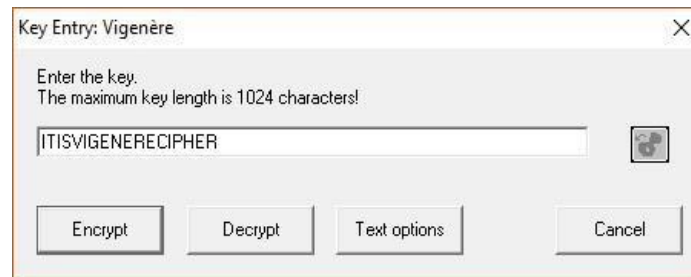 Key Entry: Vigenère
Enter the key.
The maximum key length is 1024 characters!
ITISVIGENERECIPHER
Encrypt
Decrypt
Text options
Cancel